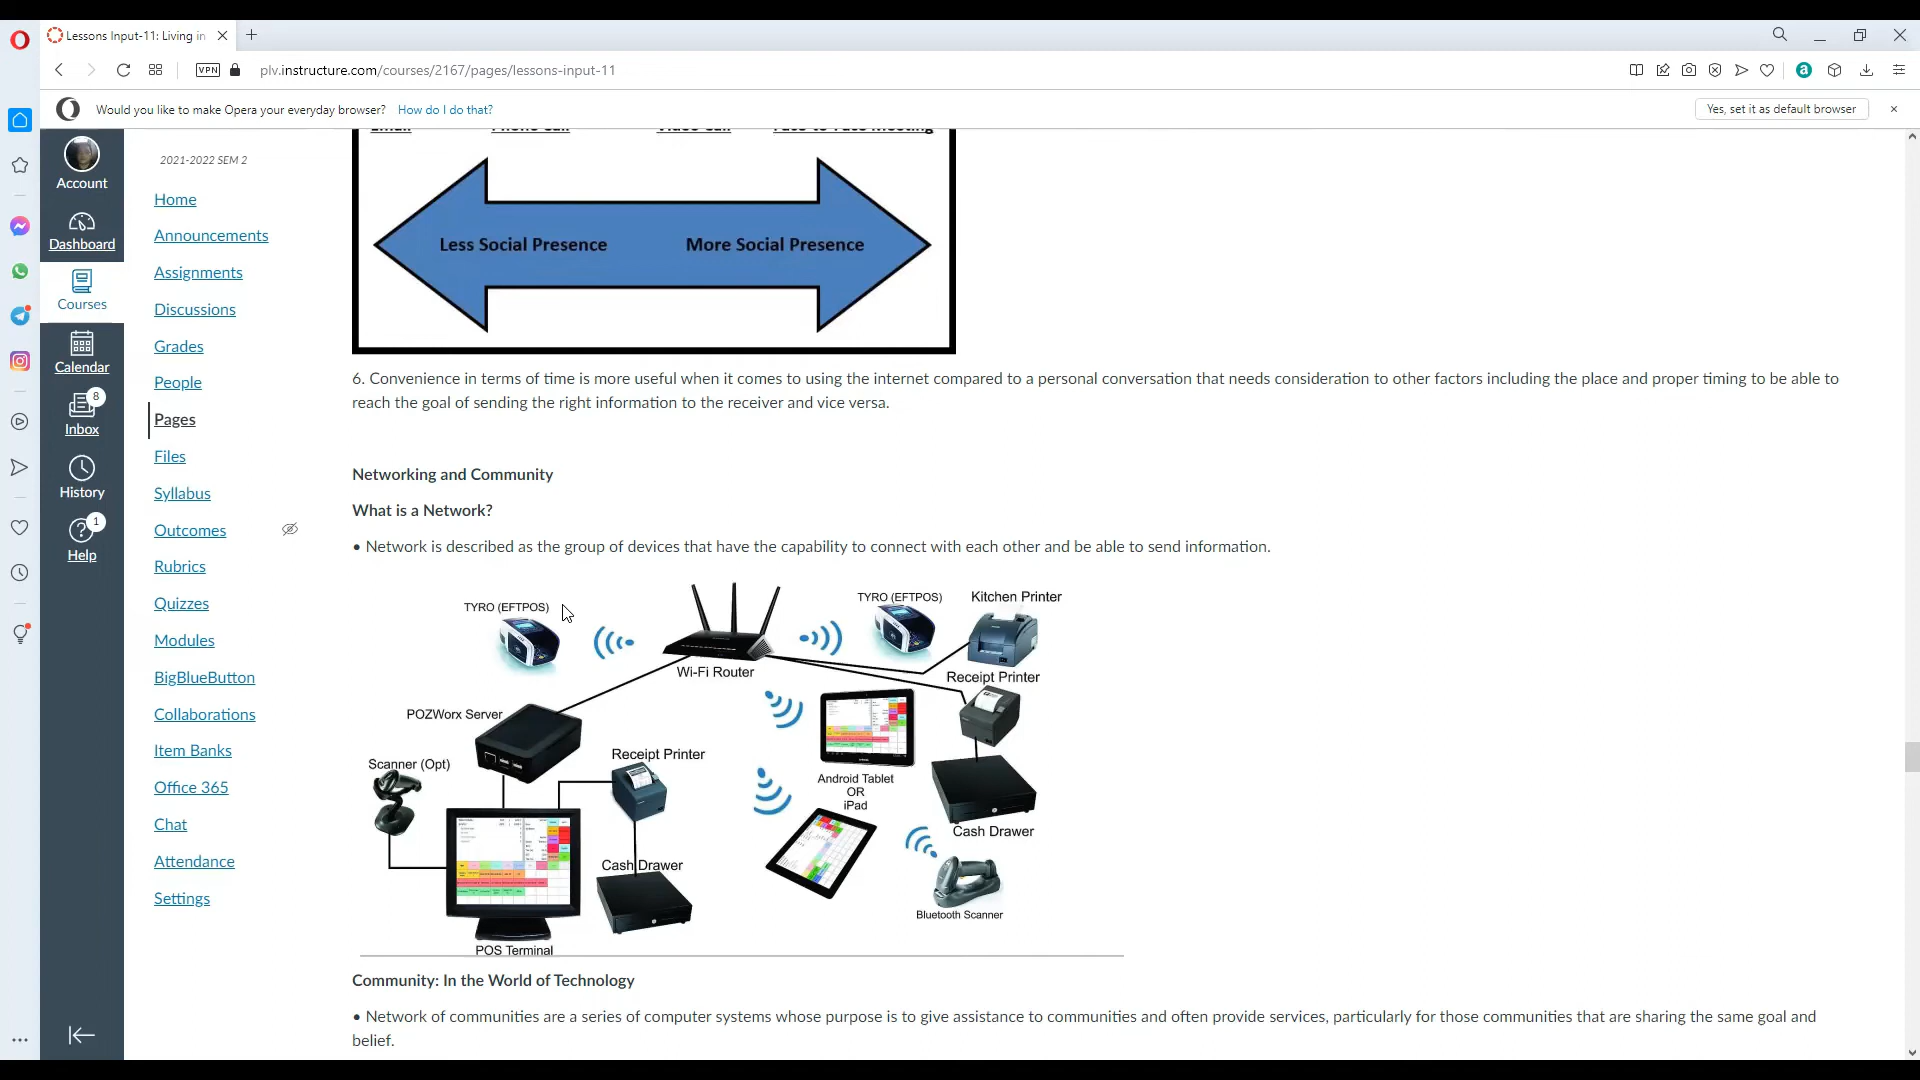 Lessons Input-11: Living in
VPN
plv.instructure.com/courses/2167/pages/lessons-input-11
a
Would you like to make Opera your everyday browser? How do I do that?
Yes, set it as default browser
Account
Dashboard
Courses
Calendar
8
Inbox
History
1
Help
2021-2022 SEM 2
Home
Announcements
Assignments
Discussions
Grades
People
Pages
Files
Syllabus
Outcomes
Rubrics
Quizzes
Modules
BigBlueButton
Collaborations
Item Banks
Office 365
Chat
Attendance
Settings
Email Phone Call Video Call Face-to-Face Meeting
Less Social Presence More Social Presence
6. Convenience in terms of time is more useful when it comes to using the internet compared to a personal conversation that needs consideration to other factors including the place and proper timing to be able to
reach the goal of sending the right information to the receiver and vice versa.
Networking and Community
What is a Network?
• Network is described as the group of devices that have the capability to connect with each other and be able to send information.
TYRO (EFTPOS)
TYRO (EFTPOS)
Kitchen Printer
Wi-Fi Router
Receipt Printer
POZWorx Server
Receipt Printer
Scanner (Opt)
Android Tablet
OR
iPad
Cash Drawer
Cash Drawer
Bluetooth Scanner
POS Terminal
Community: In the World of Technology
• Network of communities are a series of computer systems whose purpose is to give assistance to communities and often provide services, particularly for those communities that are sharing the same goal and
belief.